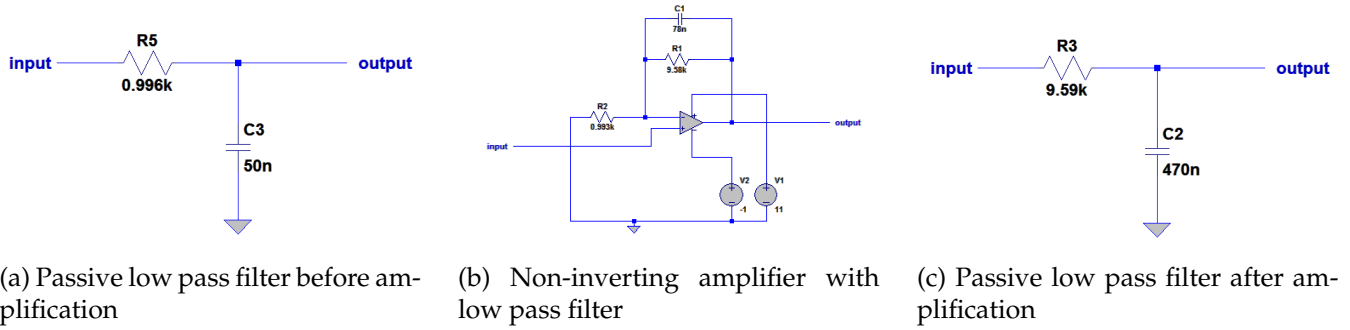 R5
input
output
0.996k
C3
50n
C1
78n
R1
9.58k
R2
0.993k
input
output
V2
-1
V1
11
R3
input
output
9.59k
C2
470n
(a) Passive low pass filter before am-
plification
(b) Non-inverting amplifier with
low pass filter
(c) Passive low pass filter after am-
plification